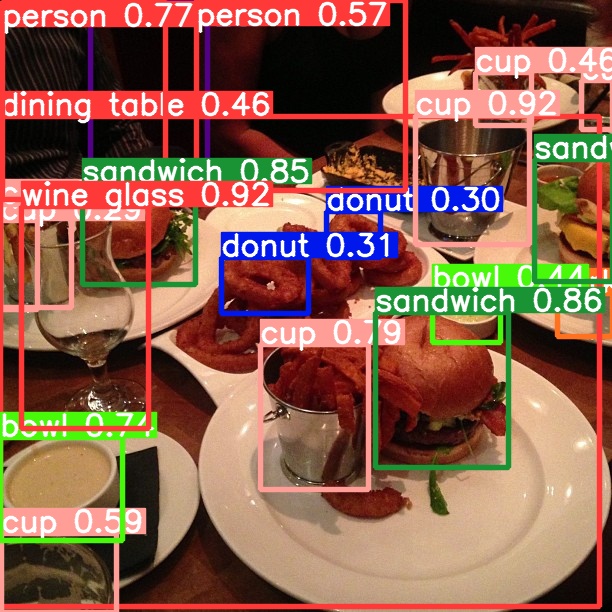 person 0.77
person 0.57
cup 0.46
cup 0.92
dining table 0.46
sandwich 0.85
sand
wine glass 0.92
cup 0.29
donut 0.30
donut 0.31
bowl 0.44
sandwich 0.86
cup 0.79
bowl 0.74
cup 0.59